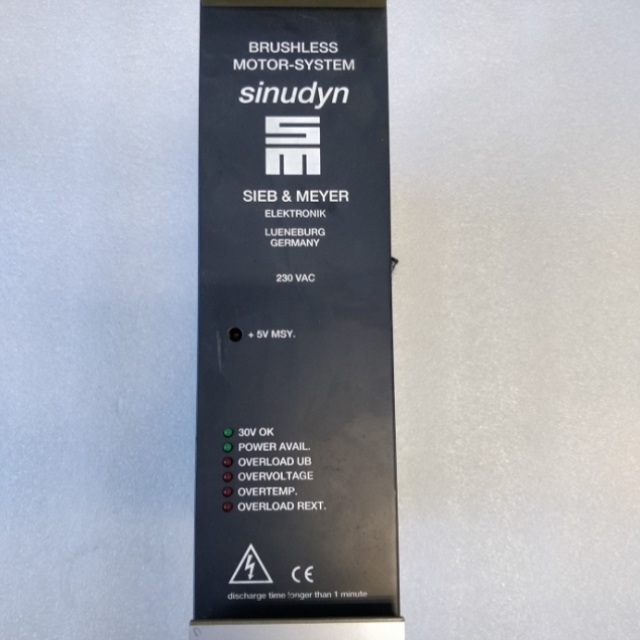 BRUSHLESS
MOTOR-SYSTEM
sinudyn
SM
SIEB & MEYER
ELEKTRONIK
LUENEBURG
GERMANY
230 VAC
+ 5V MSY.
30V OK
POWER AVAIL.
OVERLOAD UB
OVERVOLTAGE
OVERTEMP.
OVERLOAD REXT.
CE
discharge time longer than 1 minute